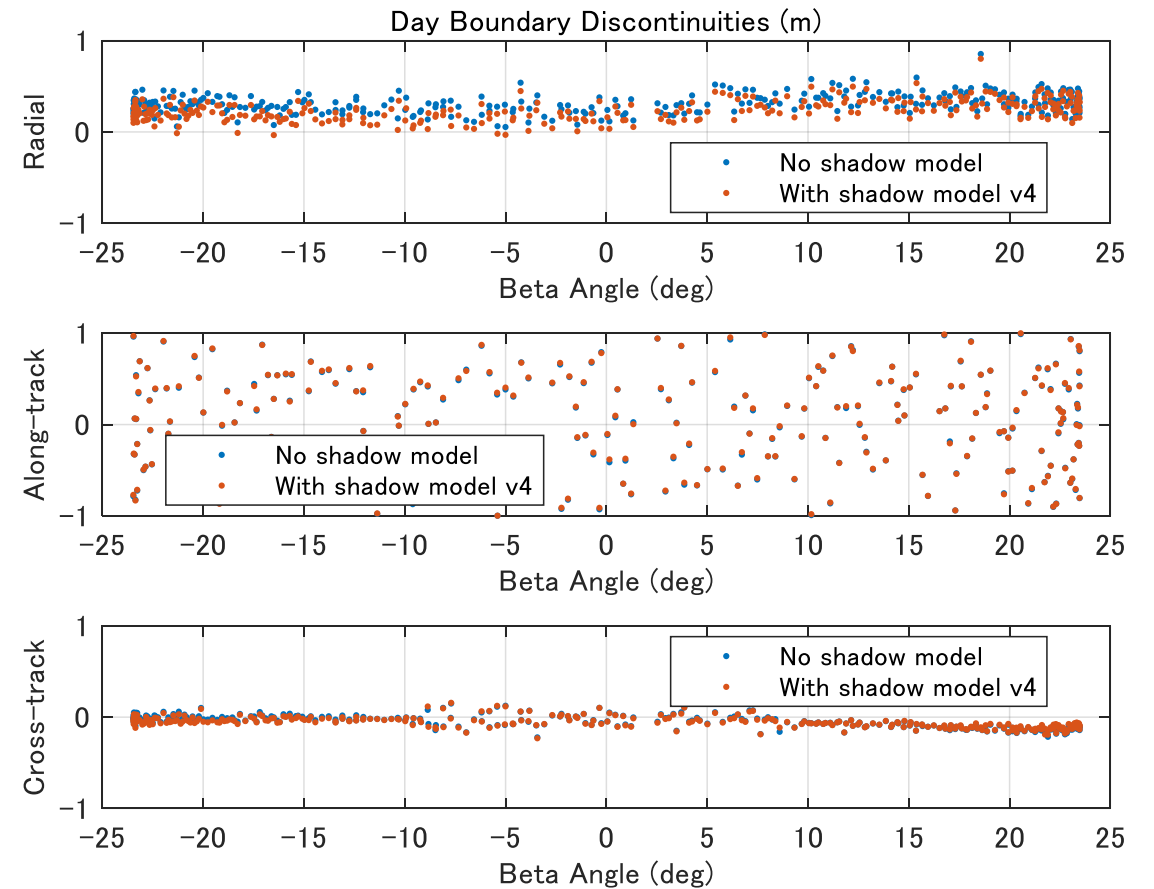 Day Boundary Discontinuities (m)
1
0
−1
Radial
No shadow model
With shadow model v4
−25 −20 −15 −10 −5 0 5 10 15 20 25
Beta Angle (deg)
1
0
−1
Along−track
No shadow model
With shadow model v4
−25 −20 −15 −10 −5 0 5 10 15 20 25
Beta Angle (deg)
1
0
−1
Cross−track
No shadow model
With shadow model v4
−25 −20 −15 −10 −5 0 5 10 15 20 25
Beta Angle (deg)